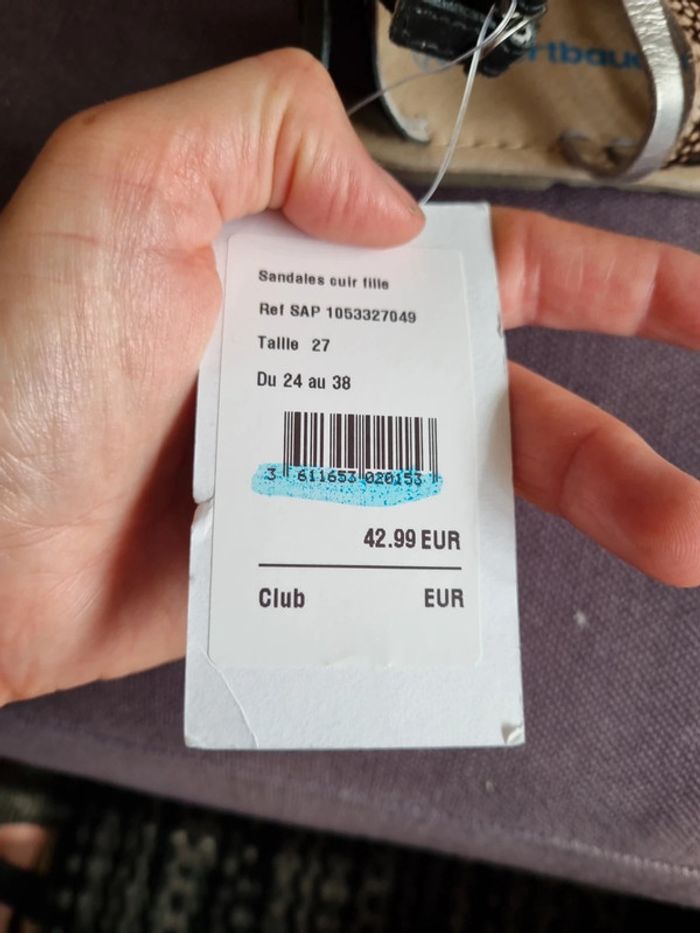 Sandales cuir fille
Ref SAP 1053327049
Taille 27
Du 24 au 38
3 611653 020153
42.99 EUR
Club EUR